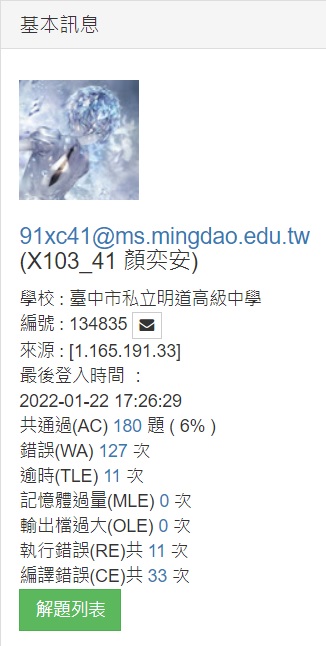 基本訊息
91xc41@ms.mingdao.edu.tw
(X103_41 顏奕安)
學校 : 臺中市私立明道高級中學
編號 : 134835
來源 : [1.165.191.33]
最後登入時間 :
2022-01-22 17:26:29
共通過(AC) 180 題 ( 6% )
錯誤(WA) 127 次
逾時(TLE) 11 次
記憶體過量(MLE) 0 次
輸出檔過大(OLE) 0 次
執行錯誤(RE)共 11 次
編譯錯誤(CE)共 33 次
解題列表